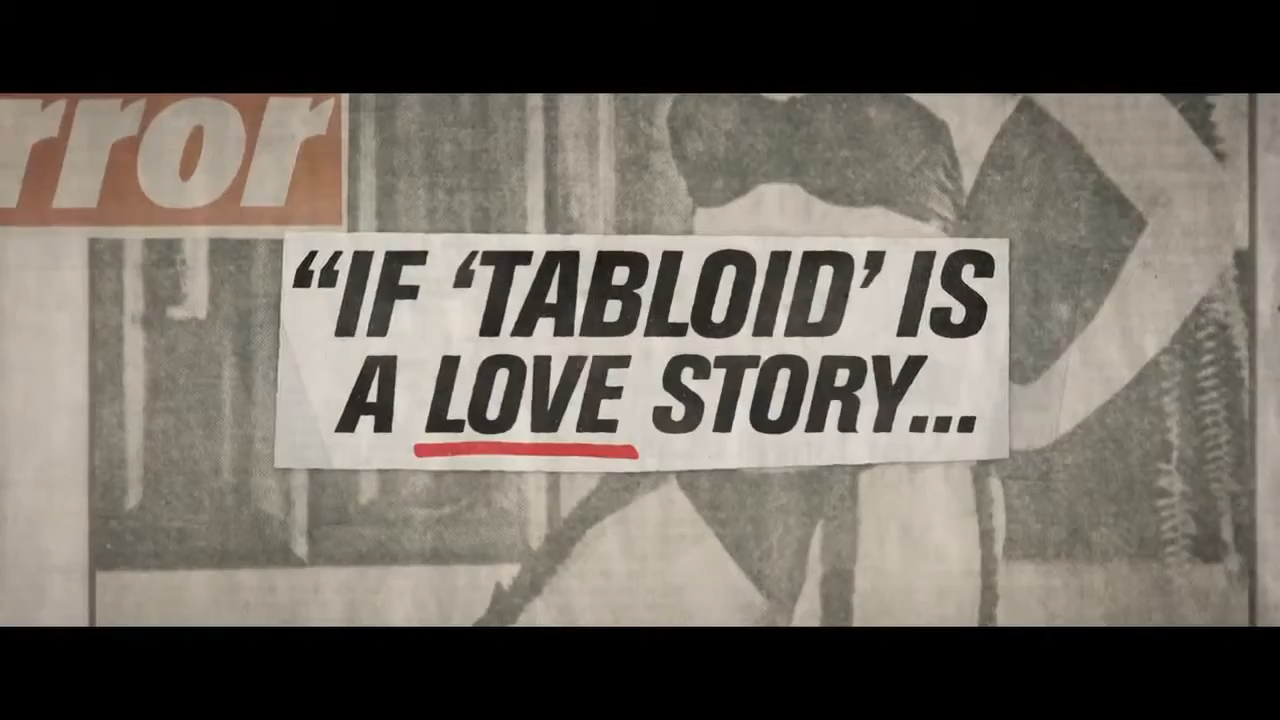 rror
“IF ‘TABLOID’ IS
A LOVE STORY...